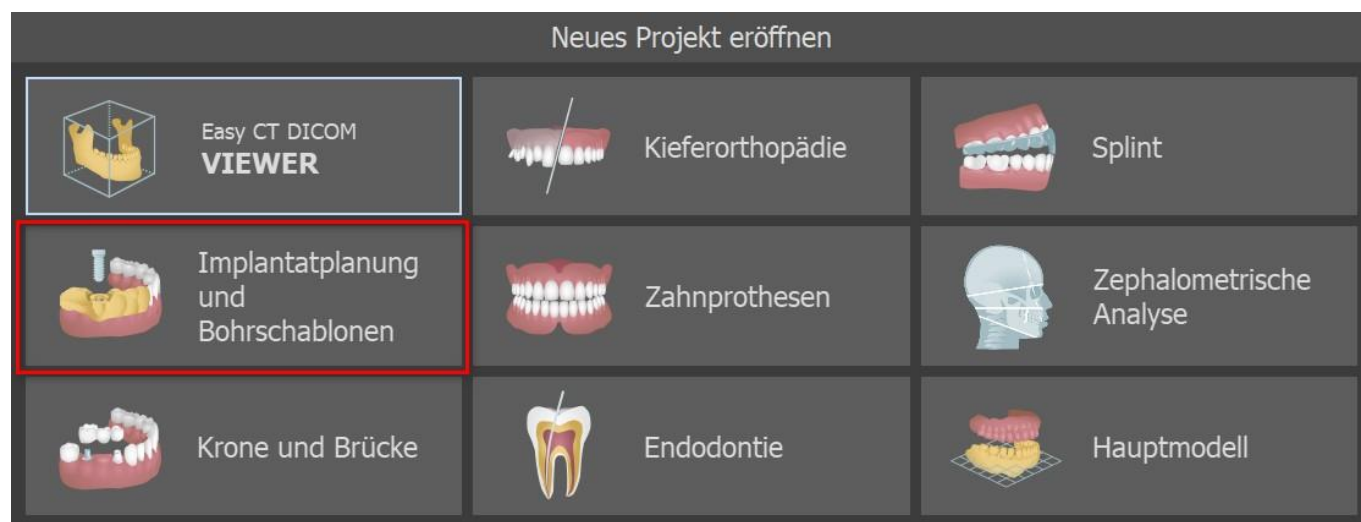 Neues Projekt eröffnen
Easy CT DICOM
VIEWER
Kieferorthopädie
Splint
Implantatplanung
und
Bohrschablonen
Zahnprothesen
Zephalometrische
Analyse
Krone und Brücke
Endodontie
Hauptmodell